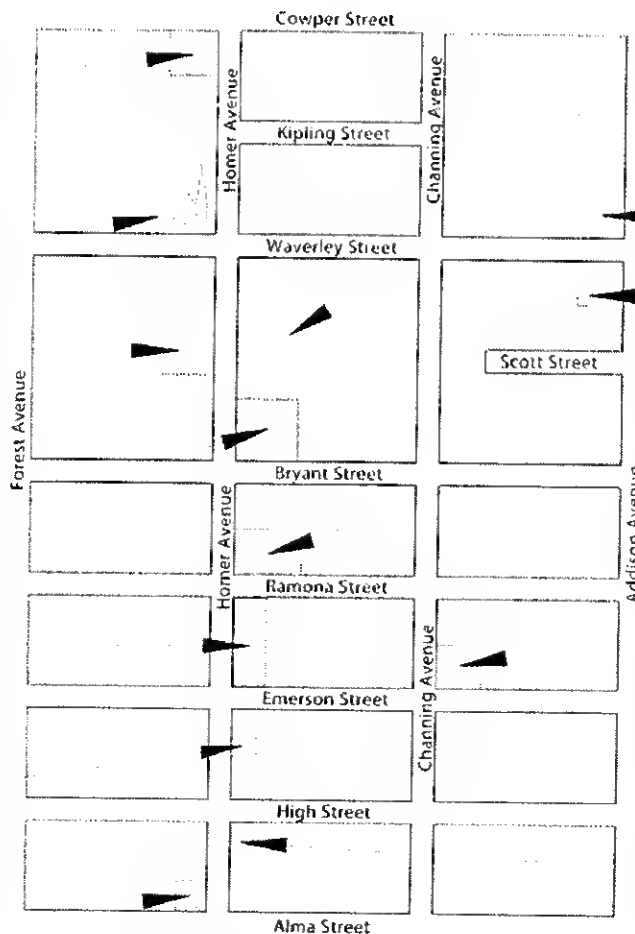 Cowper Street
Homer Avenue
Channing Avenue
Kipling Street
Waverley Street
Scott Street
Forest Avenue
Bryant Street
Addison Avenue
Homer Avenue
Ramona Street
Channing Avenue
Emerson Street
High Street
Alma Street